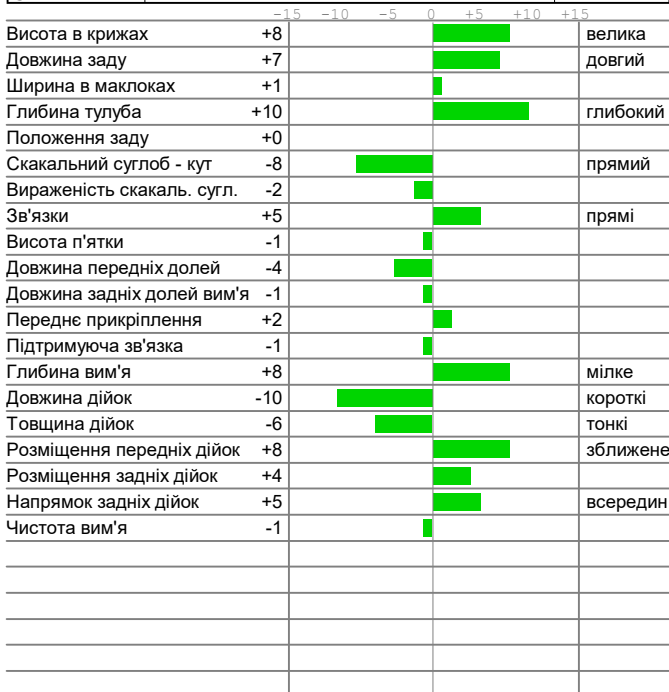 -15 -10 -5 0 +5 +10 +15
Висота в крижах +8 велика
Довжина заду +7 довгий
Ширина в маклоках +1
Глибина тулуба +10 глибокий
Положення заду +0
Скакальний суглоб - кут -8 прямий
Вираженість скакаль. сугл. -2
Зв'язки +5 прямі
Висота п'ятки -1
Довжина передніх долей -4
Довжина задніх долей вим'я -1
Переднє прикріплення +2
Підтримуюча зв'язка -1
Глибина вим'я +8 мілке
Довжина дійок -10 короткі
Товщина дійок -6 тонкі
Розміщення передніх дійок +8 зближене
Розміщення задніх дійок +4
Напрямок задніх дійок +5 всередин
Чистота вим'я -1